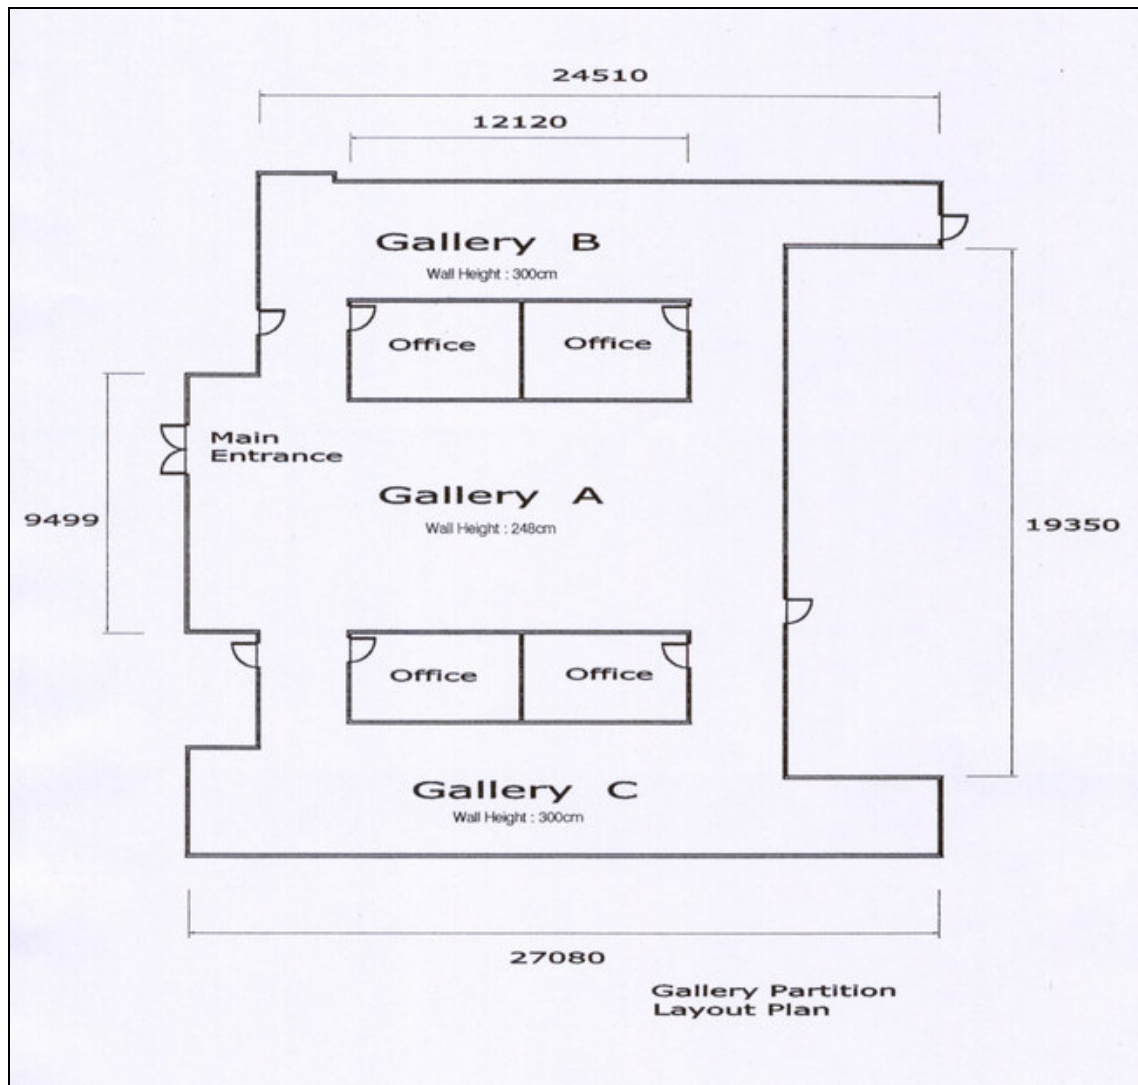 24510
12120
Gallery B
Wall Height : 300cm
Office
Office
Main
Entrance
Gallery A
Wall Height : 248cm
9499
19350
Office
Office
Gallery C
Wall Height : 300cm
27080
Gallery Partition
Layout Plan